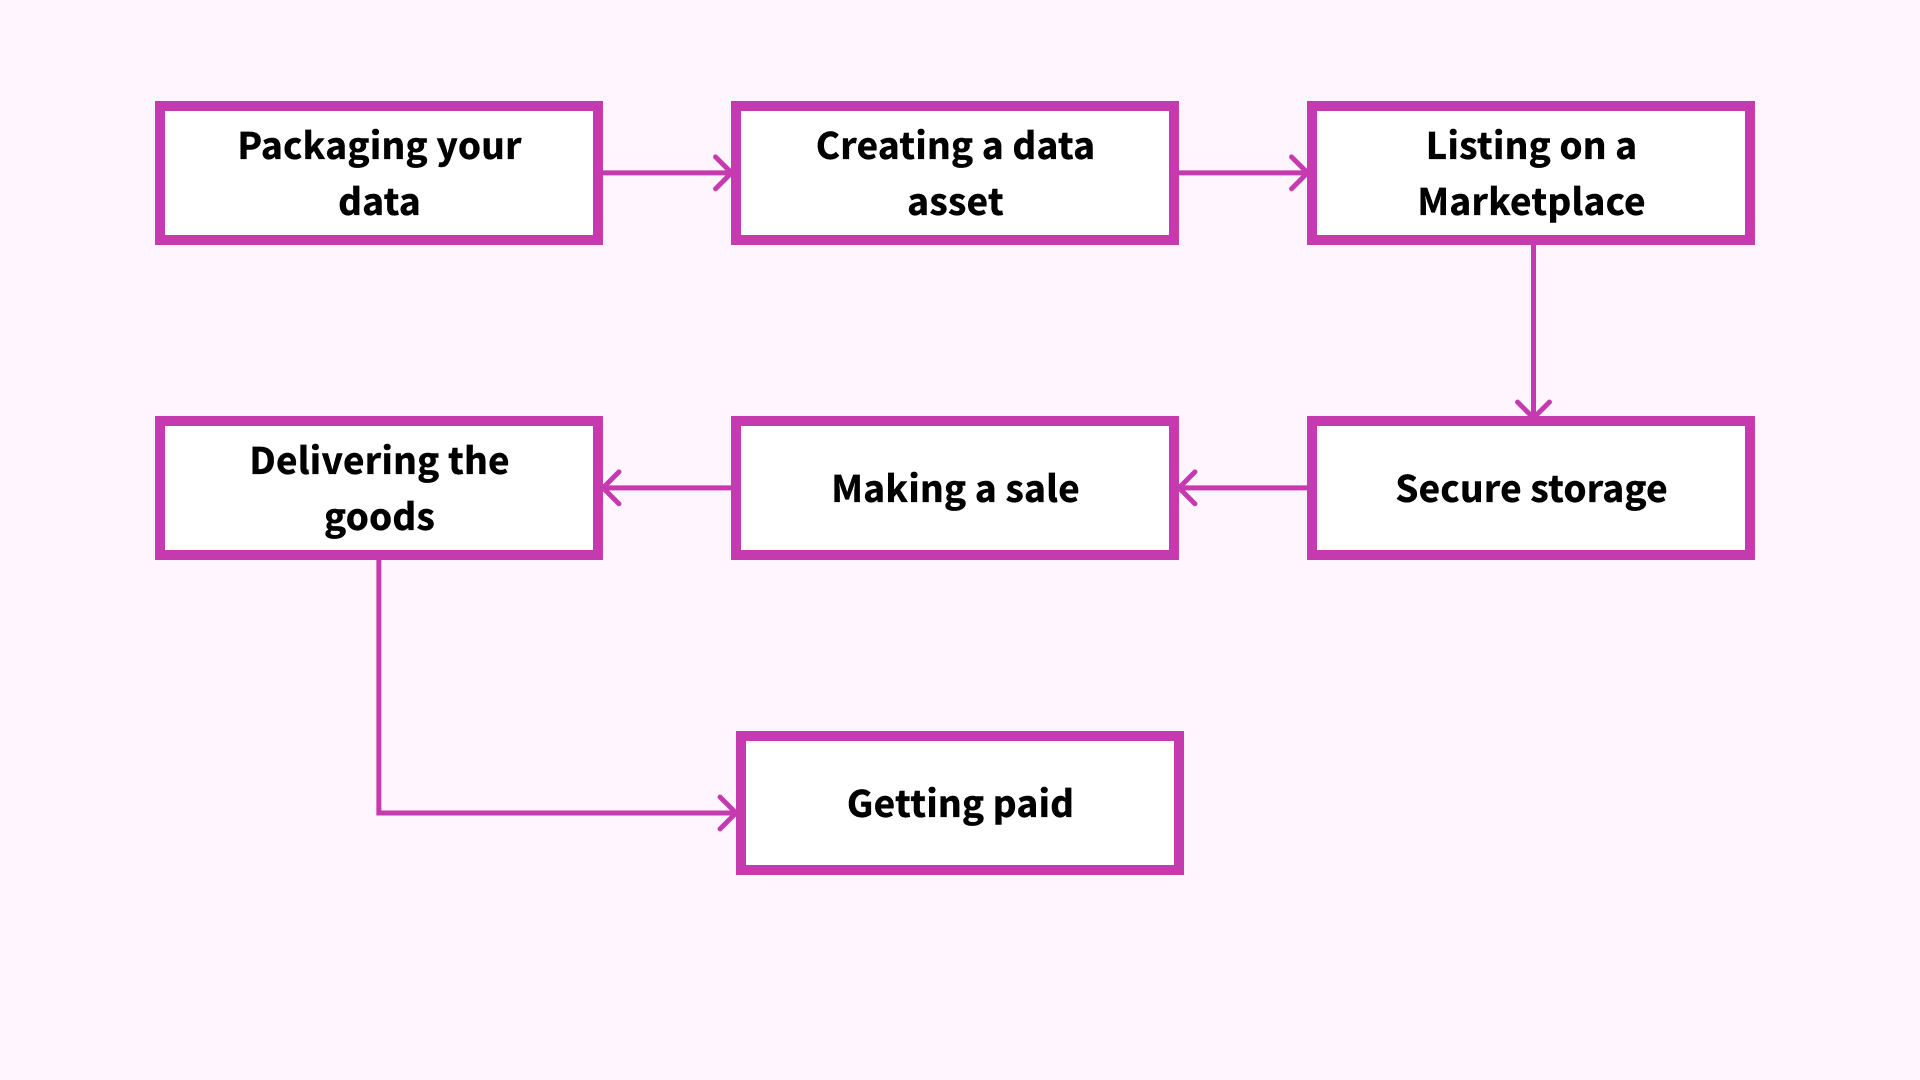 Packaging your
data
Creating a data
asset
Listing on a
Marketplace
Secure storage
Making a sale
Delivering the
goods
Getting paid